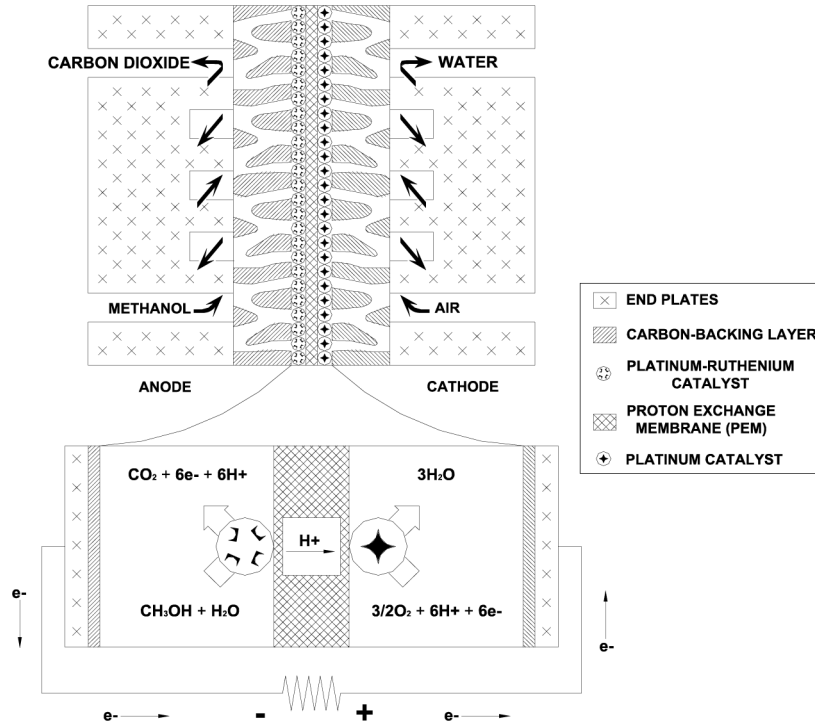 CARBON DIOXIDE
WATER
METHANOL
AIR
ANODE
CATHODE
END PLATES
CARBON-BACKING LAYER
PLATINUM-RUTHENIUM
CATALYST
PROTON EXCHANGE
MEMBRANE (PEM)
PLATINUM CATALYST
CO₂ + 6e- + 6H+
3H₂O
H+
CH₃OH + H₂O
3/2O₂ + 6H+ + 6e-
e-
e-
- +
e-
e-